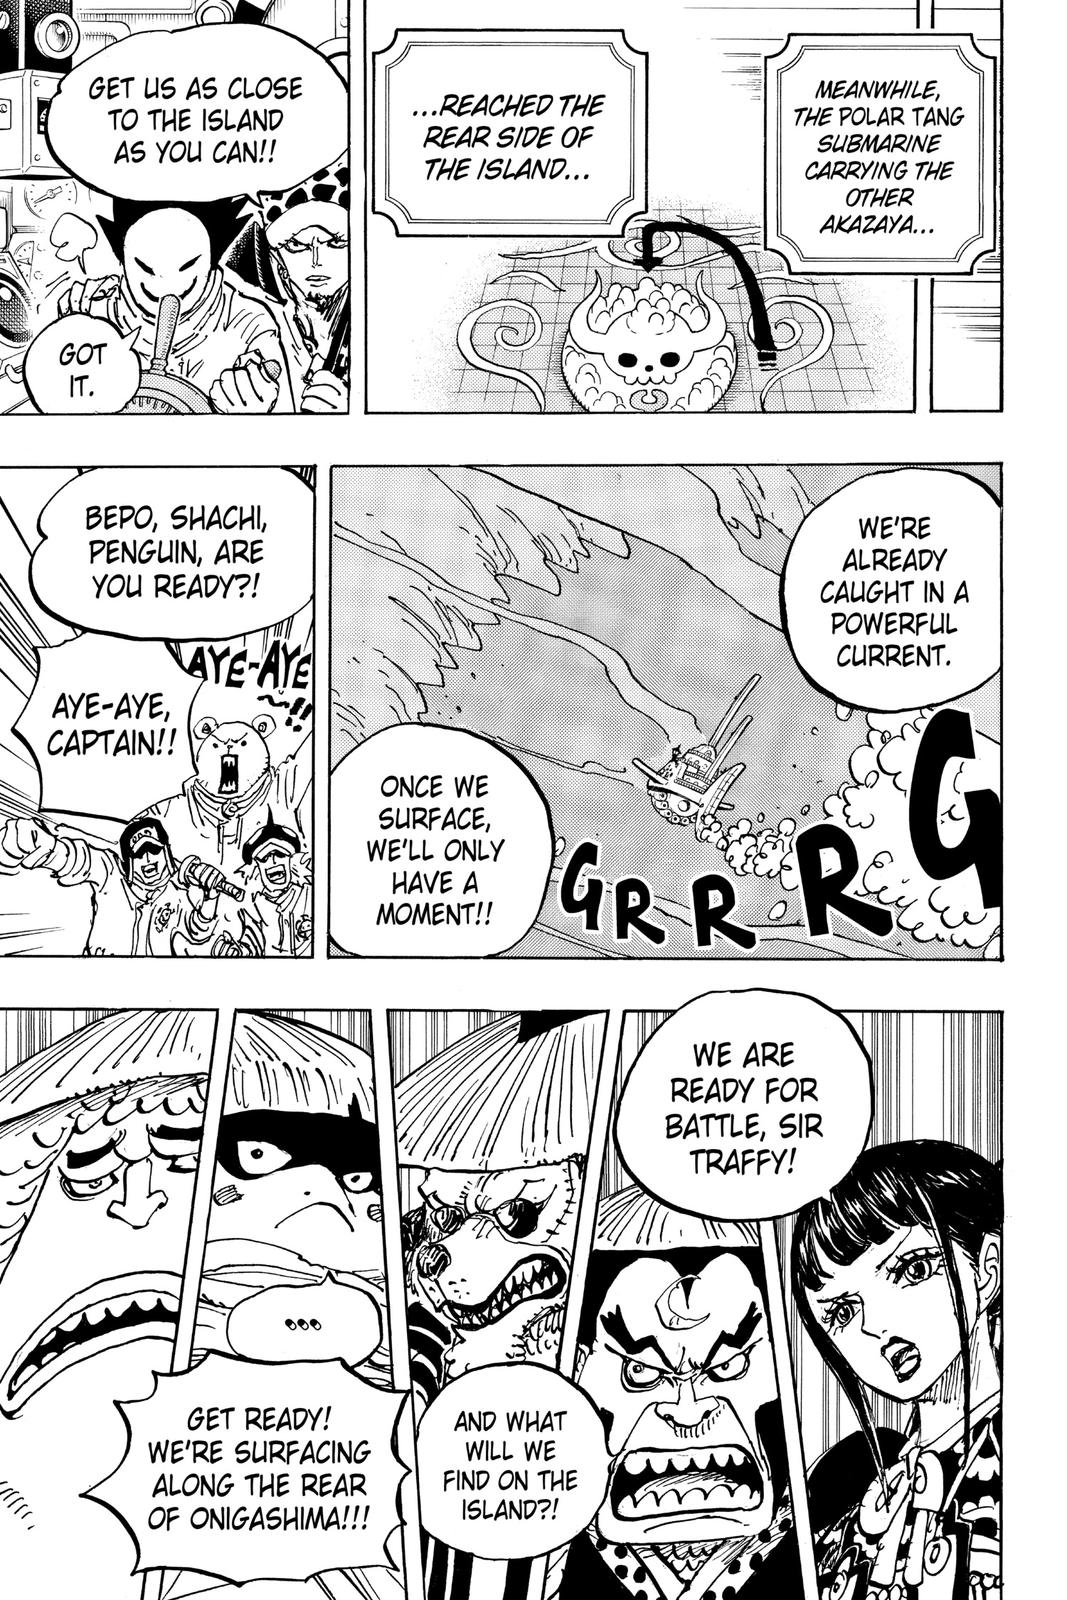 MEANWHILE,
THE POLAR TANG
SUBMARINE
CARRYING THE
OTHER
AKAZAYA...
...REACHED THE
REAR SIDE OF
THE ISLAND...
GET US AS CLOSE
TO THE ISLAND
AS YOU CAN!!
GOT
IT.
WE'RE
ALREADY
CAUGHT IN A
POWERFUL
CURRENT.
ONCE WE
SURFACE,
WE'LL ONLY
HAVE A
MOMENT!!
GRRRG
BEPO, SHACHI,
PENGUIN, ARE
YOU READY?!
AYE-AYE
~!!
AYE-AYE,
CAPTAIN!!
WE ARE
READY FOR
BATTLE, SIR
TRAFFY!
AND WHAT
WILL WE
FIND ON THE
ISLAND?!
...
GET READY!
WE'RE SURFACING
ALONG THE REAR
OF ONIGASHIMA!!!